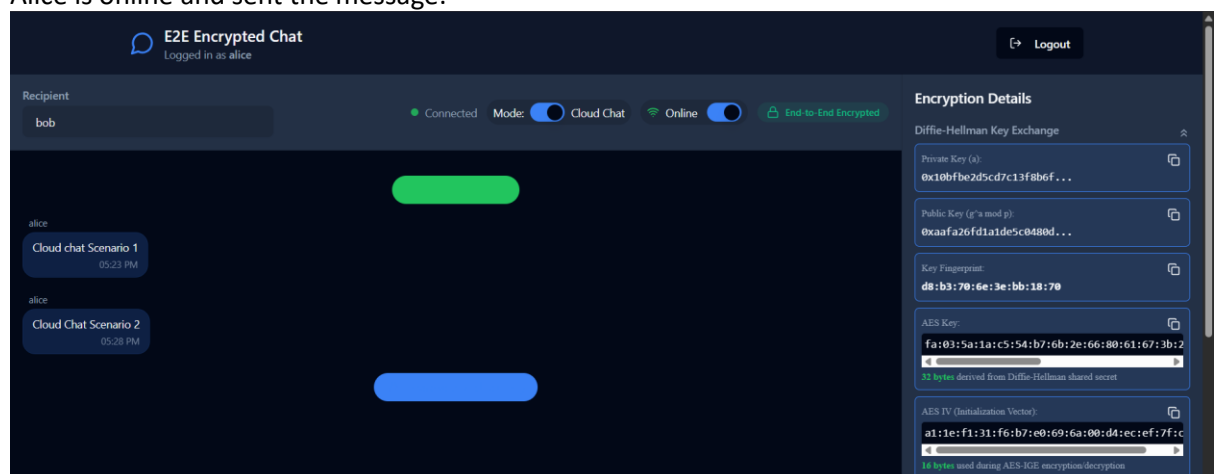 Alice is online and sent the message.
E2E Encrypted Chat
Logged in as alice
Logout
Recipient
bob
Connected Mode: Cloud Chat Online End-to-End Encrypted
alice
Cloud chat Scenario 1
05:23 PM
alice
Cloud Chat Scenario 2
05:28 PM
Encryption Details
Diffie-Hellman Key Exchange
Private Key (a):
0x10bfbe2d5cd7c13f8b6f...
Public Key (g^a mod p):
0xaafa26fd1a1de5c0480d...
Key Fingerprint:
d8:b3:70:6e:3e:bb:18:70
AES Key:
fa:03:5a:1a:c5:54:b7:6b:2e:66:80:61:67:3b:2
32 bytes derived from Diffie-Hellman shared secret
AES IV (Initialization Vector):
a1:1e:f1:31:f6:b7:e0:69:6a:00:d4:ec:ef:7f:c
16 bytes used during AES-IGE encryption/decryption